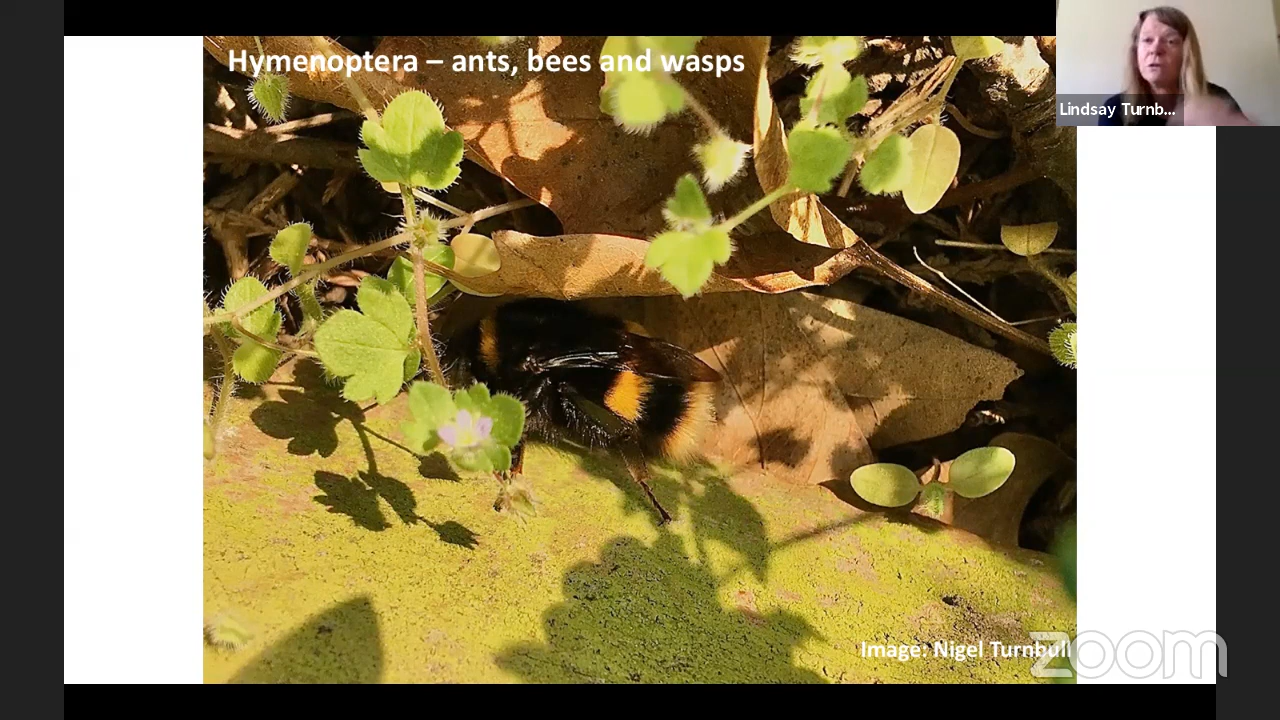 Hymenoptera – ants, bees and wasps
Lindsay Turnb...
Image: Nigel Turnbull
zoom